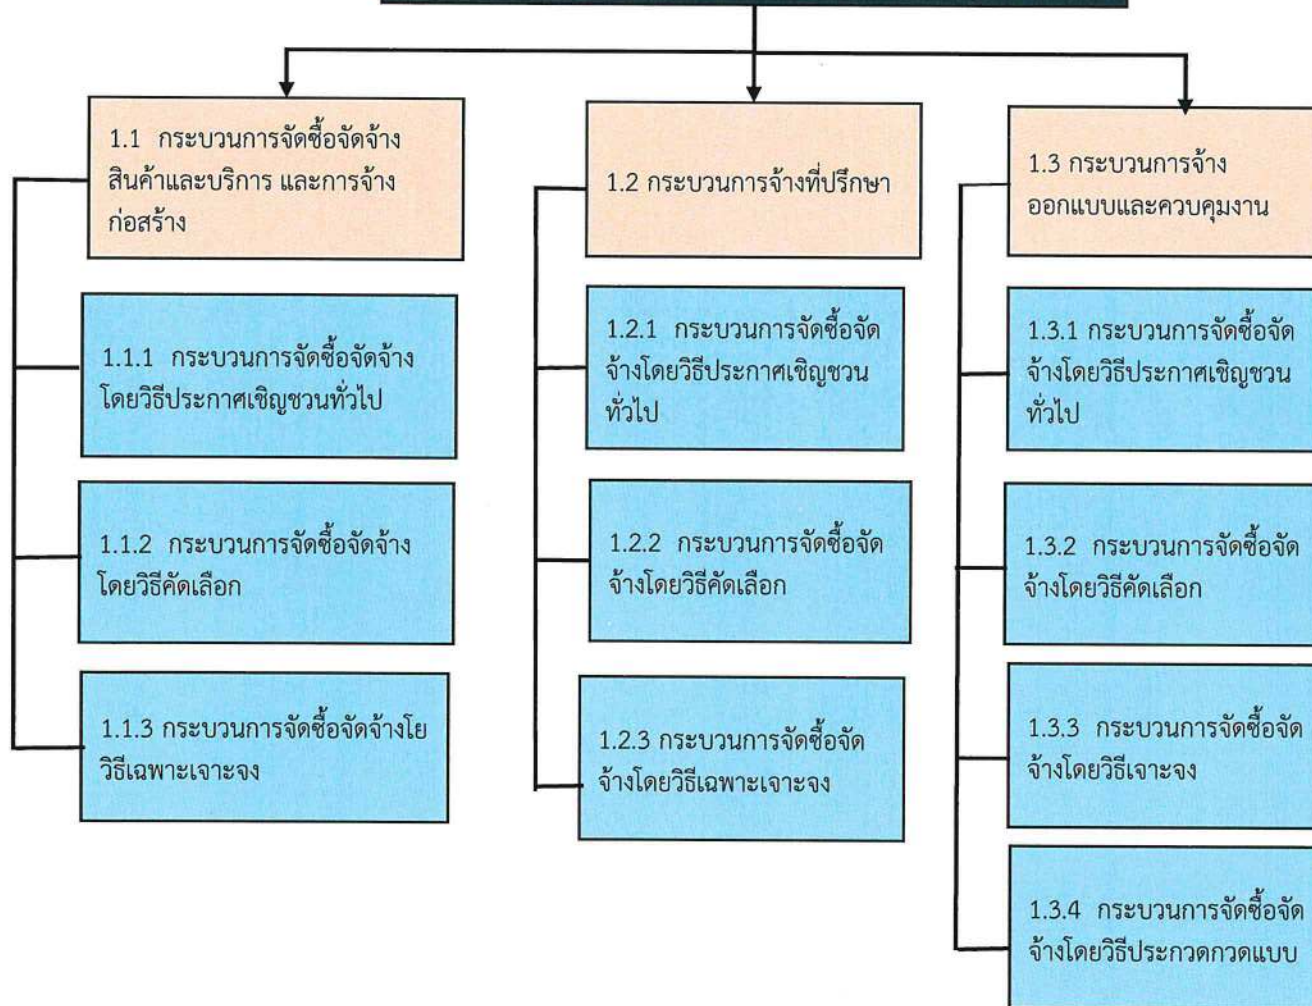 1.1 กระบวนการจัดซื้อจัดจ้าง
สินค้าและบริการ และการจ้าง
ก่อสร้าง
1.1.1 กระบวนการจัดซื้อจัดจ้าง
โดยวิธีประกาศเชิญชวนทั่วไป
1.1.2 กระบวนการจัดซื้อจัดจ้าง
โดยวิธีคัดเลือก
1.1.3 กระบวนการจัดซื้อจัดจ้างโย
วิธีเฉพาะเจาะจง
1.2 กระบวนการจ้างที่ปรึกษา
1.2.1 กระบวนการจัดซื้อจัด
จ้างโดยวิธีประกาศเชิญชวน
ทั่วไป
1.2.2 กระบวนการจัดซื้อจัด
จ้างโดยวิธีคัดเลือก
1.2.3 กระบวนการจัดซื้อจัด
จ้างโดยวิธีเฉพาะเจาะจง
1.3 กระบวนการจ้าง
ออกแบบและควบคุมงาน
1.3.1 กระบวนการจัดซื้อจัด
จ้างโดยวิธีประกาศเชิญชวน
ทั่วไป
1.3.2 กระบวนการจัดซื้อจัด
จ้างโดยวิธีคัดเลือก
1.3.3 กระบวนการจัดซื้อจัด
จ้างโดยวิธีเจาะจง
1.3.4 กระบวนการจัดซื้อจัด
จ้างโดยวิธีประกวดกวดแบบ